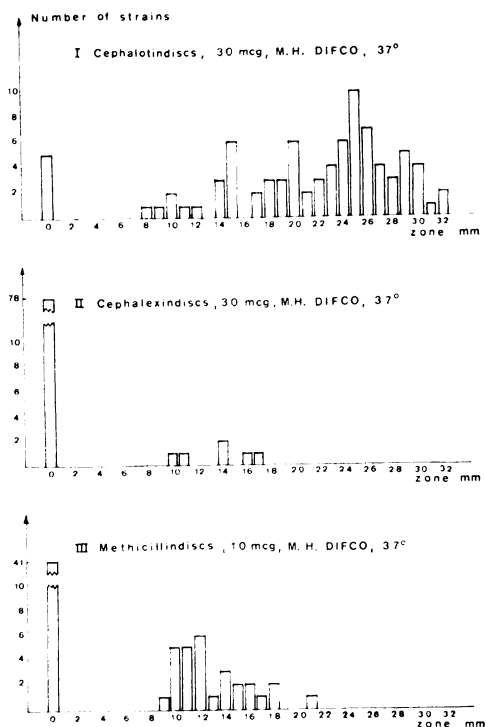 Number of strains
I Cephalotindiscs, 30 mcg, M.H. DIFCO, 37°
10
8
6
4
2
0 2 4 6 8 10 12 14 16 18 20 22 24 26 28 30 32
zone mm
II Cephalexindiscs, 30 mcg, M.H. DIFCO, 37°
78
10
8
6
4
2
0 2 4 6 8 10 12 14 16 18 20 22 24 26 28 30 32
zone mm
III Methicillindiscs, 10 mcg, M.H. DIFCO, 37°
41
10
8
6
4
2
0 2 4 6 8 10 12 14 16 18 20 22 24 26 28 30 32
zone mm